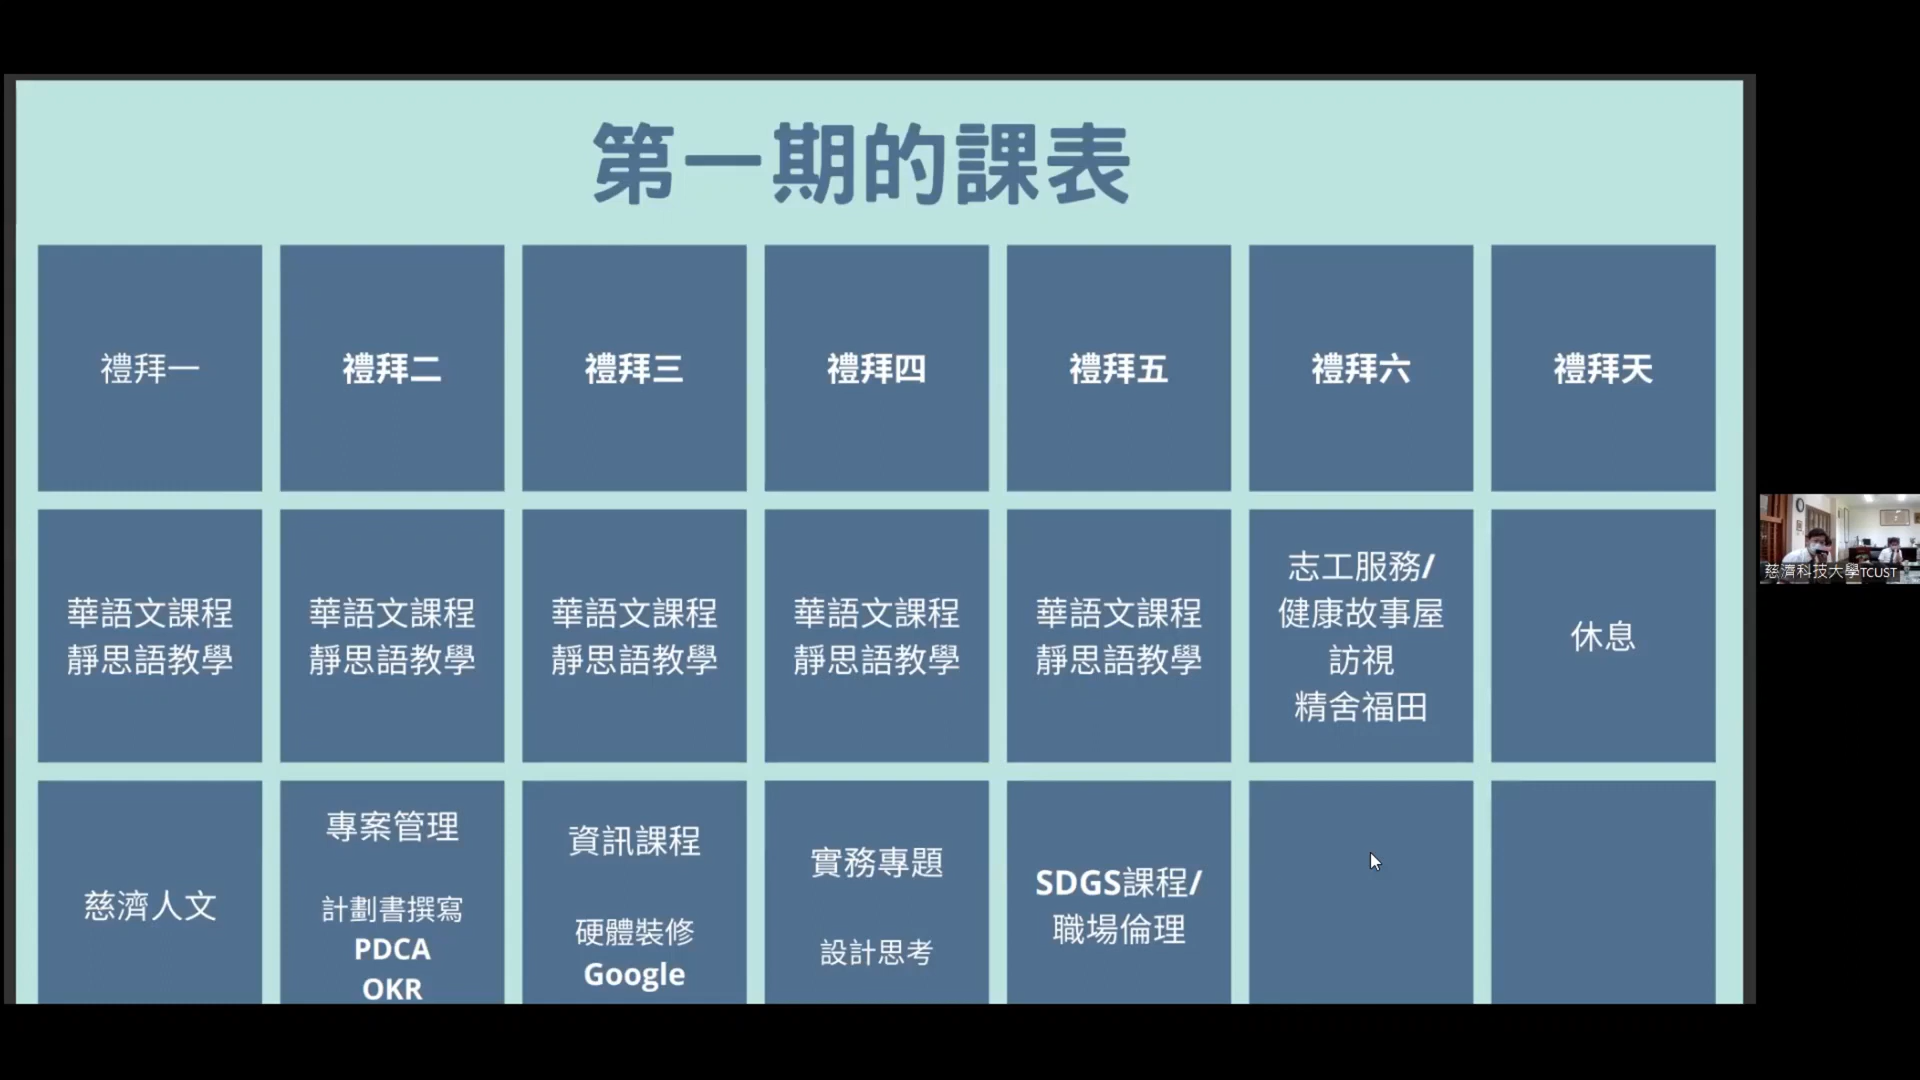 第一期的課表
禮拜一
禮拜二
禮拜三
禮拜四
禮拜五
禮拜六
禮拜天
華語文課程
靜思語教學
華語文課程
靜思語教學
華語文課程
靜思語教學
華語文課程
靜思語教學
華語文課程
靜思語教學
志工服務/
健康故事屋
訪視
精舍福田
休息
慈濟人文
專案管理
計劃書撰寫
PDCA
OKR
資訊課程
硬體裝修
Google
實務專題
設計思考
SDGS課程/
職場倫理
慈濟科技大學TCUST